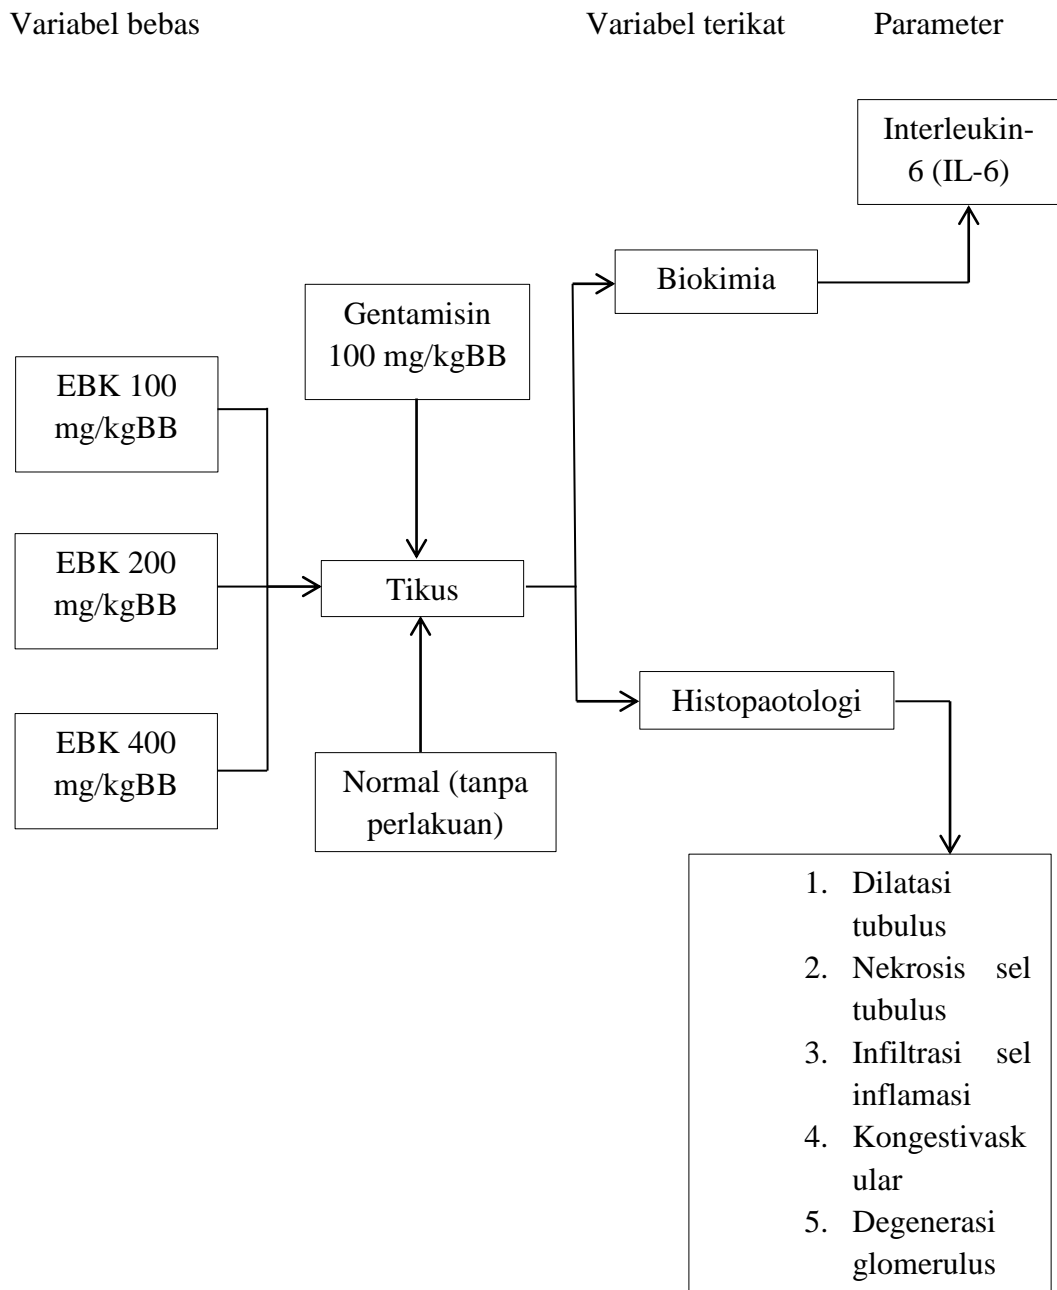 Variabel bebas
Variabel terikat
Parameter
Interleukin-
6 (IL-6)
Biokimia
Gentamisin
100 mg/kgBB
EBK 100
mg/kgBB
EBK 200
mg/kgBB
Tikus
EBK 400
mg/kgBB
Normal (tanpa
perlakuan)
Histopaotologi
1. Dilatasi
tubulus
2. Nekrosis sel
tubulus
3. Infiltrasi sel
inflamasi
4. Kongestivask
ular
5. Degenerasi
glomerulus